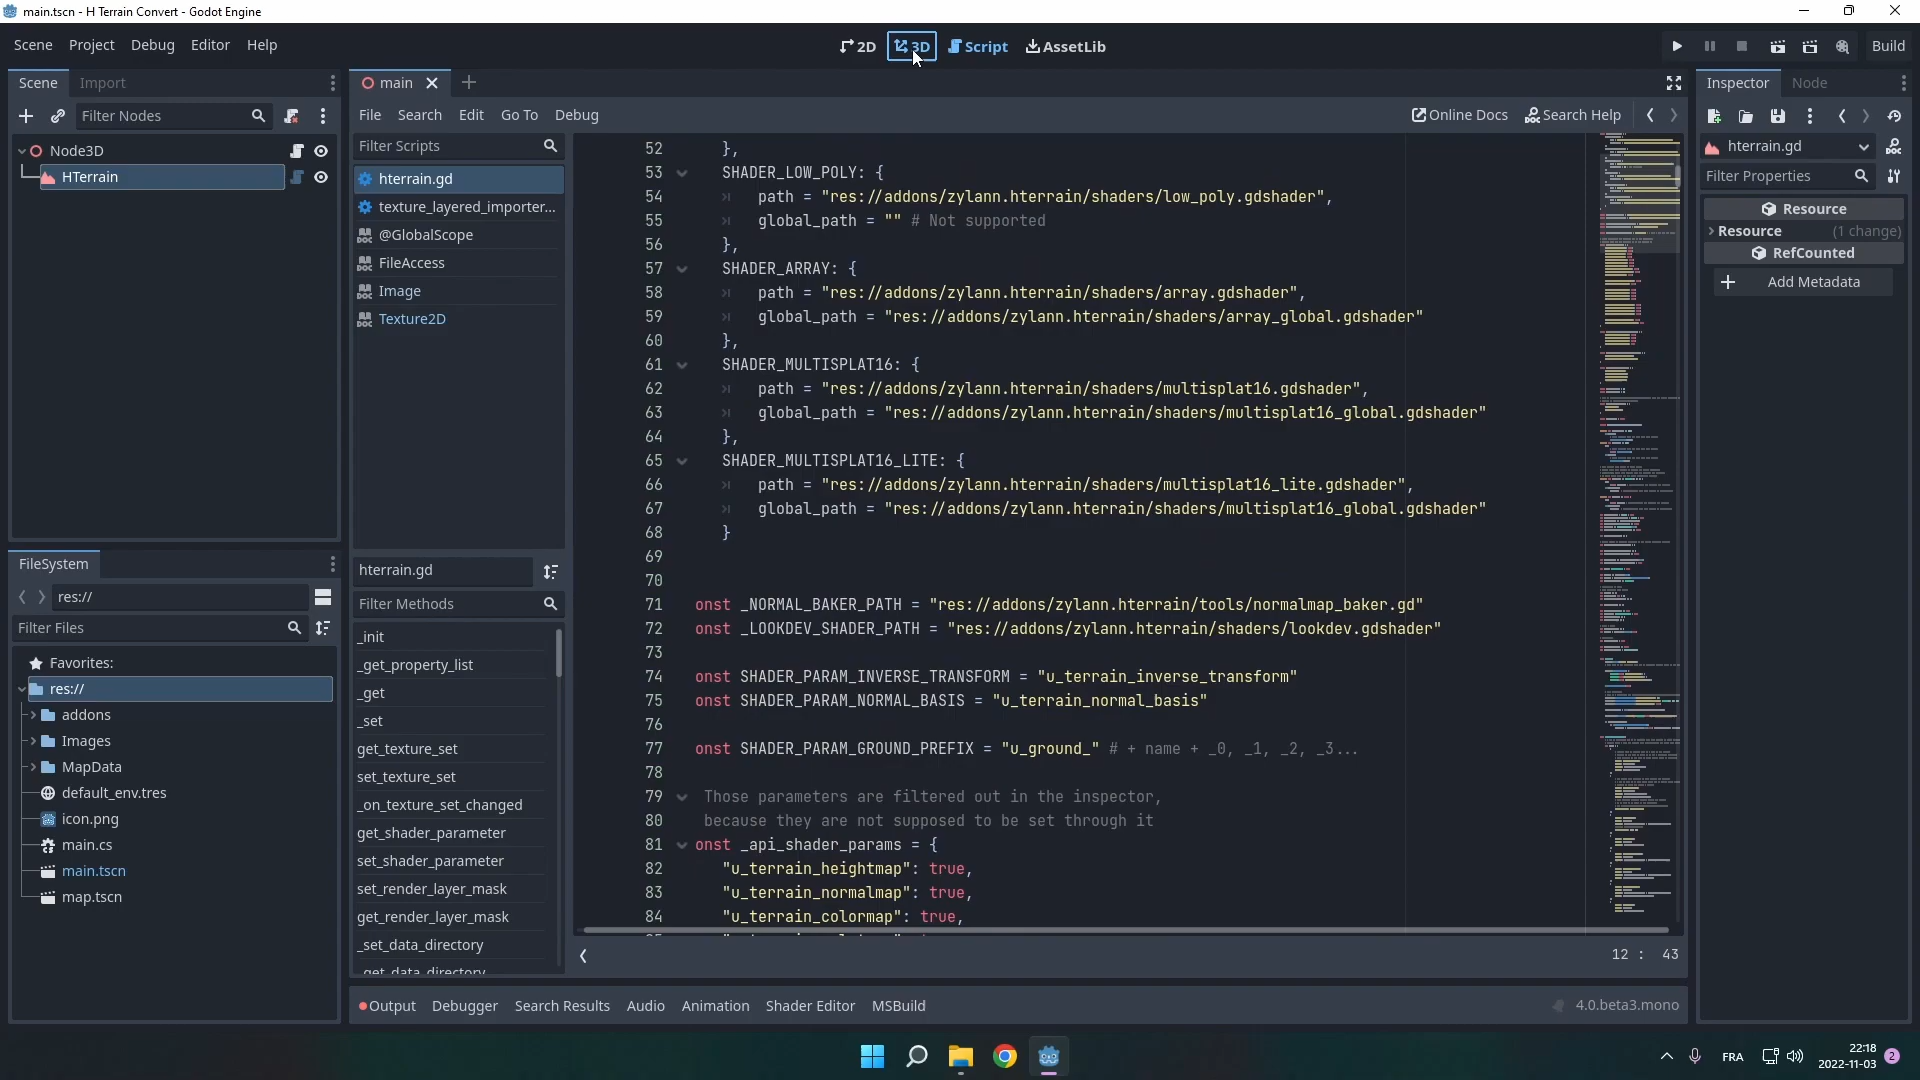 main.tscn - H Terrain Convert - Godot Engine
Scene Project Debug Editor Help
2D 3D Script AssetLib
Build
Scene Import
Filter Nodes
Node3D
HTerrain
FileSystem
res://
Filter Files
Favorites:
res://
addons
Images
MapData
default_env.tres
icon.png
main.cs
main.tscn
map.tscn
main
File Search Edit Go To Debug
Online Docs Search Help
Filter Scripts
hterrain.gd
texture_layered_importer...
@GlobalScope
FileAccess
Image
Texture2D
hterrain.gd
Filter Methods
_init
_get_property_list
_get
_set
get_texture_set
set_texture_set
_on_texture_set_changed
get_shader_parameter
set_shader_parameter
set_render_layer_mask
get_render_layer_mask
_set_data_directory
_get_data_directory
52 },
53 SHADER_LOW_POLY: {
54 path = "res://addons/zylann.hterrain/shaders/low_poly.gdshader",
55 global_path = "" # Not supported
56 },
57 SHADER_ARRAY: {
58 path = "res://addons/zylann.hterrain/shaders/array.gdshader",
59 global_path = "res://addons/zylann.hterrain/shaders/array_global.gdshader"
60 },
61 SHADER_MULTISPLAT16: {
62 path = "res://addons/zylann.hterrain/shaders/multisplat16.gdshader",
63 global_path = "res://addons/zylann.hterrain/shaders/multisplat16_global.gdshader"
64 },
65 SHADER_MULTISPLAT16_LITE: {
66 path = "res://addons/zylann.hterrain/shaders/multisplat16_lite.gdshader",
67 global_path = "res://addons/zylann.hterrain/shaders/multisplat16_global.gdshader"
68 }
69
70
71 onst _NORMAL_BAKER_PATH = "res://addons/zylann.hterrain/tools/normalmap_baker.gd"
72 onst _LOOKDEV_SHADER_PATH = "res://addons/zylann.hterrain/shaders/lookdev.gdshader"
73
74 onst SHADER_PARAM_INVERSE_TRANSFORM = "u_terrain_inverse_transform"
75 onst SHADER_PARAM_NORMAL_BASIS = "u_terrain_normal_basis"
76
77 onst SHADER_PARAM_GROUND_PREFIX = "u_ground_" # + name + _0, _1, _2, _3...
78
79 Those parameters are filtered out in the inspector,
80 because they are not supposed to be set through it
81 onst _api_shader_params = {
82 "u_terrain_heightmap": true,
83 "u_terrain_normalmap": true,
84 "u_terrain_colormap": true,
12 : 43
Output Debugger Search Results Audio Animation Shader Editor MSBuild
4.0.beta3.mono
Inspector Node
hterrain.gd
Filter Properties
Resource
Resource (1 change)
RefCounted
Add Metadata
FRA
22:18
2022-11-03
2